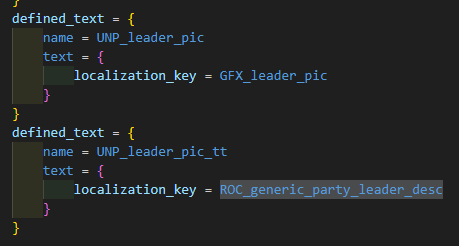 }
defined_text = {
name = UNP_leader_pic
text = {
localization_key = GFX_leader_pic
}
}
defined_text = {
name = UNP_leader_pic_tt
text = {
localization_key = ROC_generic_party_leader_desc
}
}